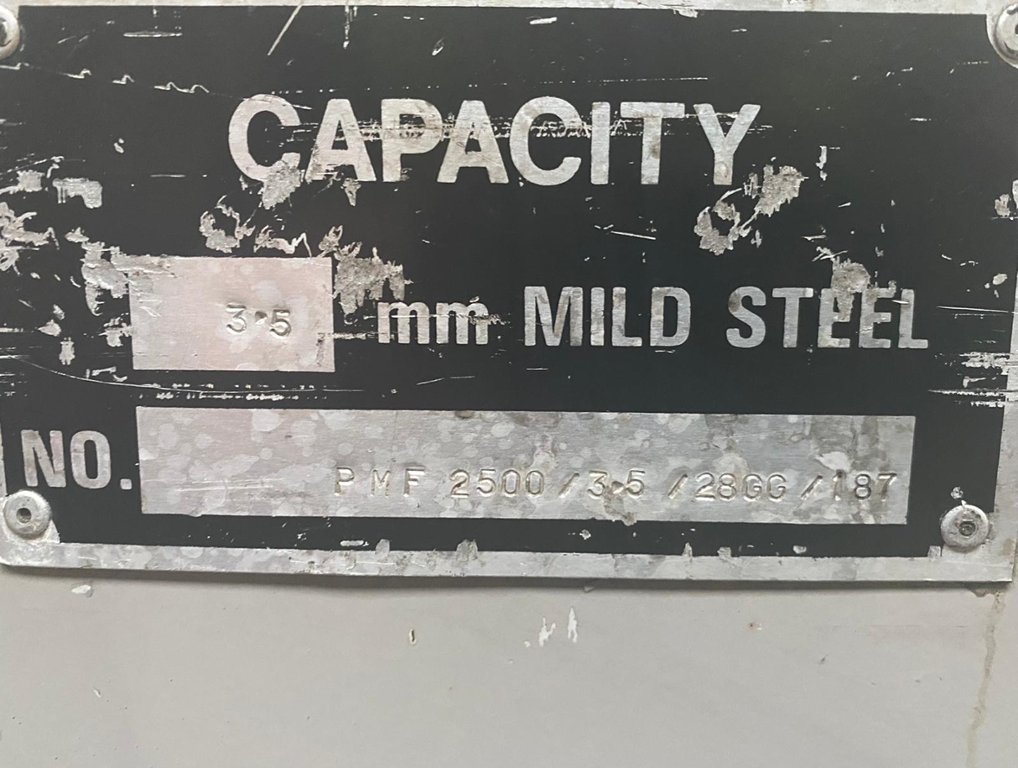 CAPACITY
3.5 mm MILD STEEL
NO. PMF 2500/3.5/28GG/187